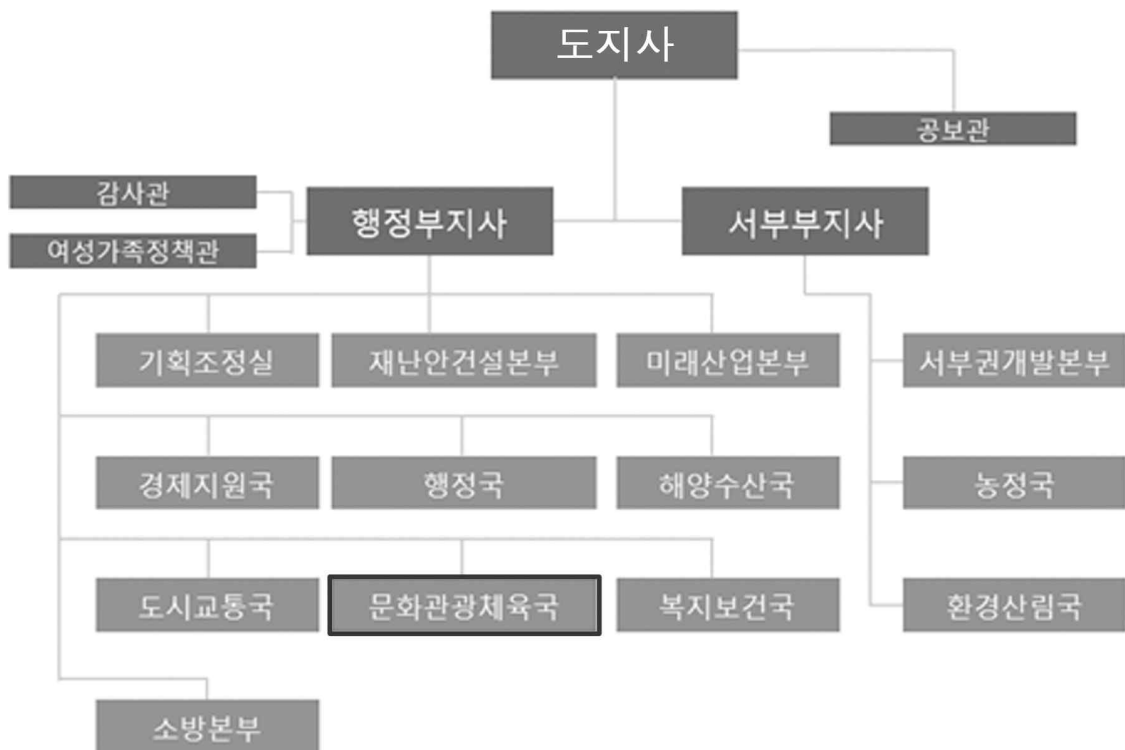 도지사
공보관
감사관
행정부지사
서부부지사
여성가족정책관
기획조정실
재난안건설본부
미래산업본부
서부권개발본부
경제지원국
행정국
해양수산국
농정국
도시교통국
문화관광체육국
복지보건국
환경산림국
소방본부